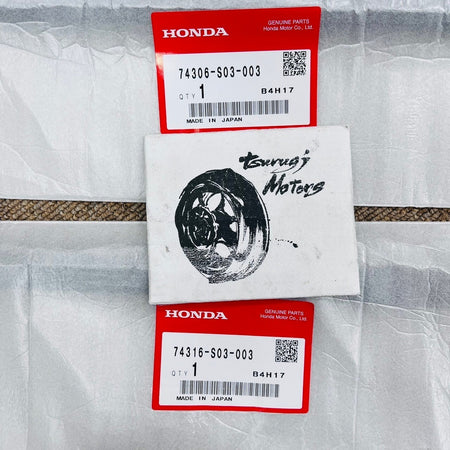 HONDA
GENUINE PARTS
Honda Motor Co., Ltd.
74306-S03-003
QTY 1 B4H17
MADE IN JAPAN
tsurugi
Motors
HONDA
GENUINE PARTS
Honda Motor Co., Ltd.
74316-S03-003
QTY 1 B4H17
MADE IN JAPAN